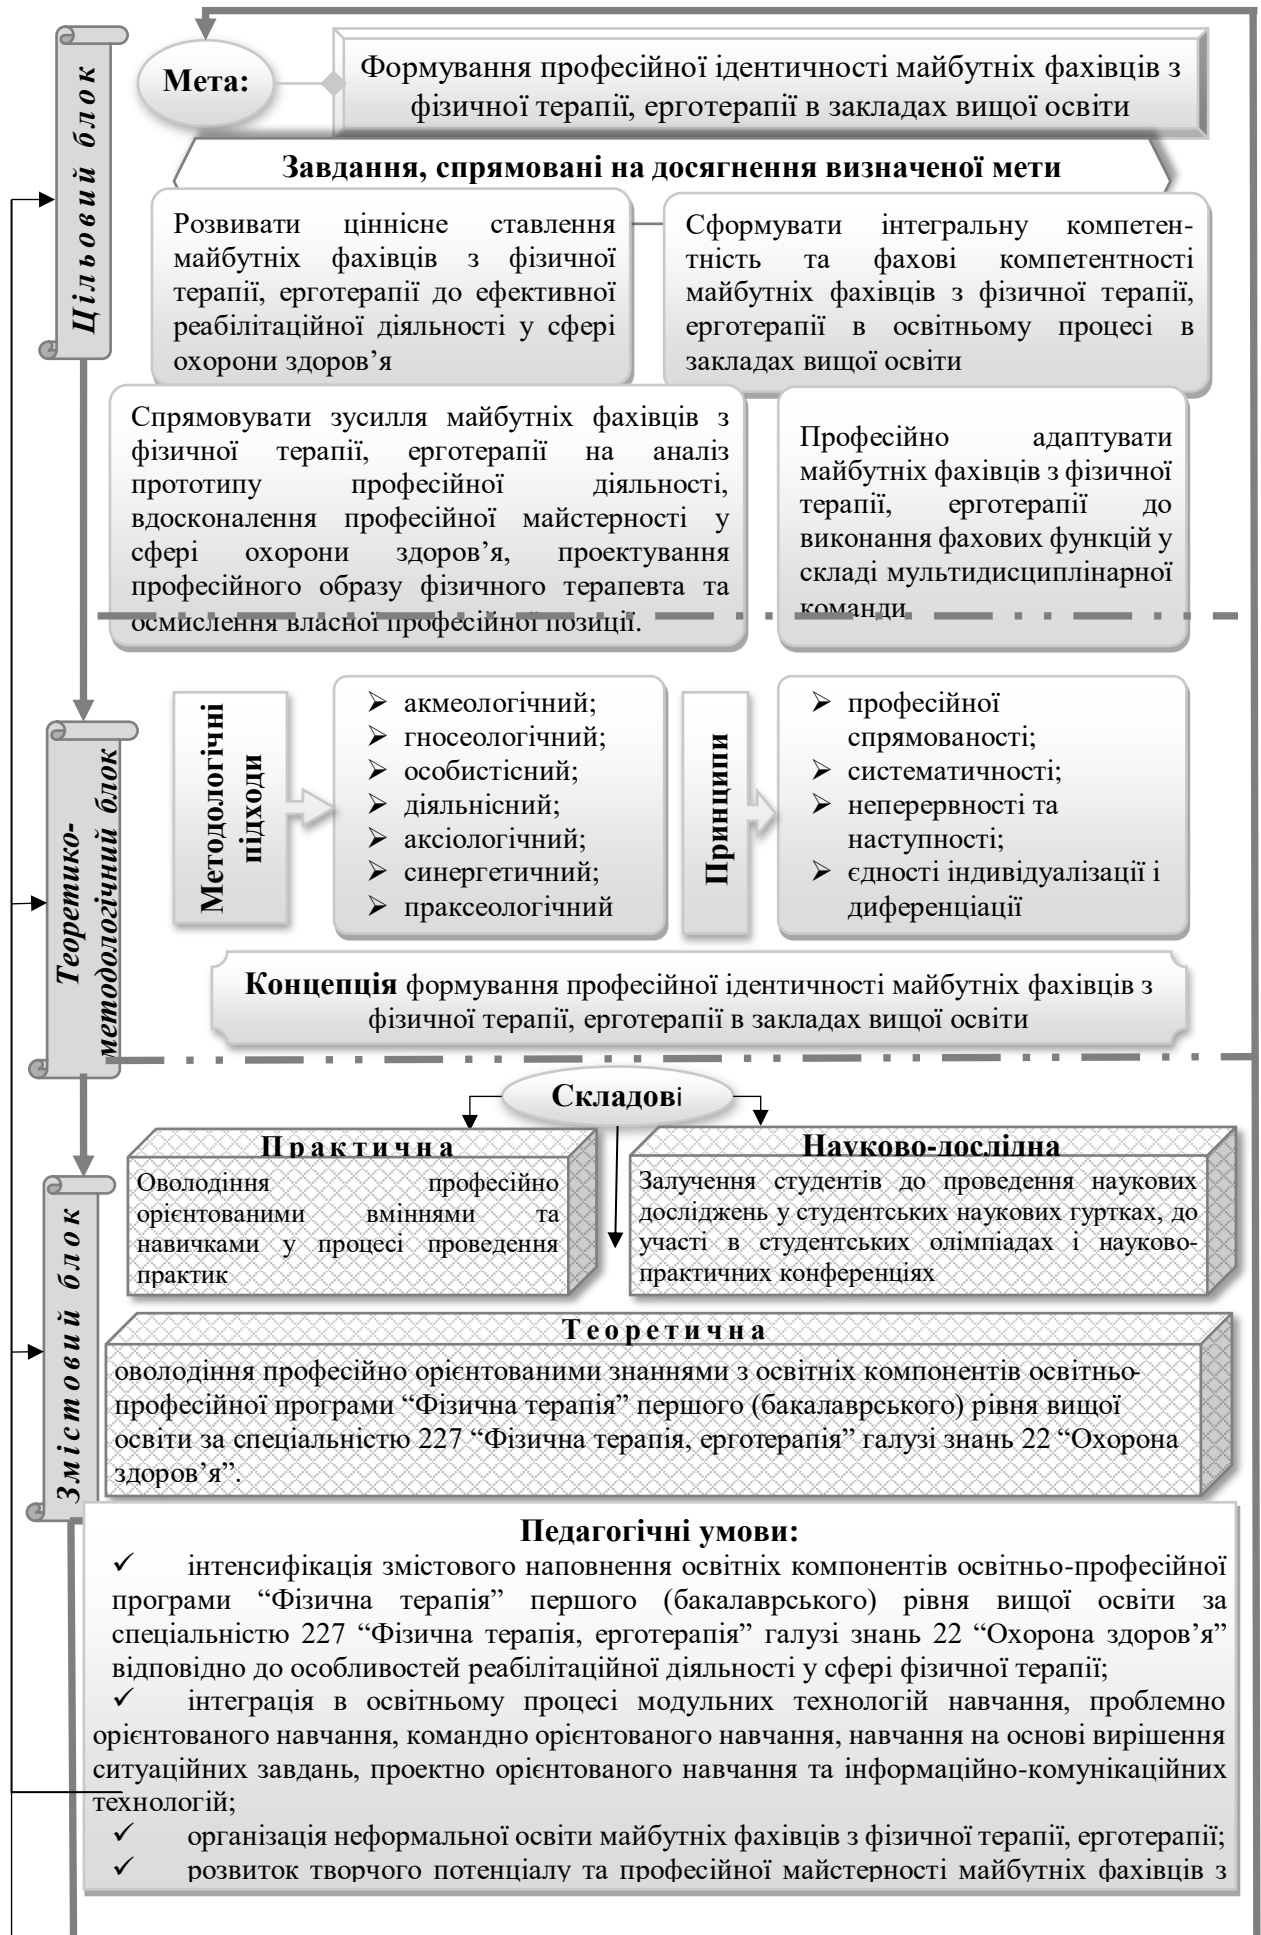 Цільовий блок
Мета:
Формування професійної ідентичності майбутніх фахівців з
фізичної терапії, ерготерапії в закладах вищої освіти
Завдання, спрямовані на досягнення визначеної мети
Розвивати ціннісне ставлення
майбутніх фахівців з фізичної
терапії, ерготерапії до ефективної
реабілітаційної діяльності у сфері
охорони здоров’я
Сформувати інтегральну компетен-
тність та фахові компетентності
майбутніх фахівців з фізичної терапії,
ерготерапії в освітньому процесі в
закладах вищої освіти
Спрямовувати зусилля майбутніх фахівців з
фізичної терапії, ерготерапії на аналіз
прототипу професійної діяльності,
вдосконалення професійної майстерності у
сфері охорони здоров’я, проектування
професійного образу фізичного терапевта та
осмислення власної професійної позиції.
Професійно адаптувати
майбутніх фахівців з фізичної
терапії, ерготерапії до
виконання фахових функцій у
складі мультидисциплінарної
команди
Теоретико-
методологічний блок
Методологічні
підходи
➢ акмеологічний;
➢ гносеологічний;
➢ особистісний;
➢ діяльнісний;
➢ аксіологічний;
➢ синергетичний;
➢ праксеологічний
Принципи
➢ професійної
спрямованості;
➢ систематичності;
➢ неперервності та
наступності;
➢ єдності індивідуалізації і
диференціації
Концепція формування професійної ідентичності майбутніх фахівців з
фізичної терапії, ерготерапії в закладах вищої освіти
Змістовий блок
Складові
Практична
Оволодіння професійно
орієнтованими вміннями та
навичками у процесі проведення
практик
Науково-дослідна
Залучення студентів до проведення наукових
досліджень у студентських наукових гуртках, до
участі в студентських олімпіадах і науково-
практичних конференціях
Теоретична
оволодіння професійно орієнтованими знаннями з освітніх компонентів освітньо-
професійної програми “Фізична терапія” першого (бакалаврського) рівня вищої
освіти за спеціальністю 227 “Фізична терапія, ерготерапія” галузі знань 22 “Охорона
здоров’я”.
Педагогічні умови:
✓ інтенсифікація змістового наповнення освітніх компонентів освітньо-професійної
програми “Фізична терапія” першого (бакалаврського) рівня вищої освіти за
спеціальністю 227 “Фізична терапія, ерготерапія” галузі знань 22 “Охорона здоров’я”
відповідно до особливостей реабілітаційної діяльності у сфері фізичної терапії;
✓ інтеграція в освітньому процесі модульних технологій навчання, проблемно
орієнтованого навчання, командно орієнтованого навчання, навчання на основі вирішення
ситуаційних завдань, проектно орієнтованого навчання та інформаційно-комунікаційних
технологій;
✓ організація неформальної освіти майбутніх фахівців з фізичної терапії, ерготерапії;
✓ розвиток творчого потенціалу та професійної майстерності майбутніх фахівців з